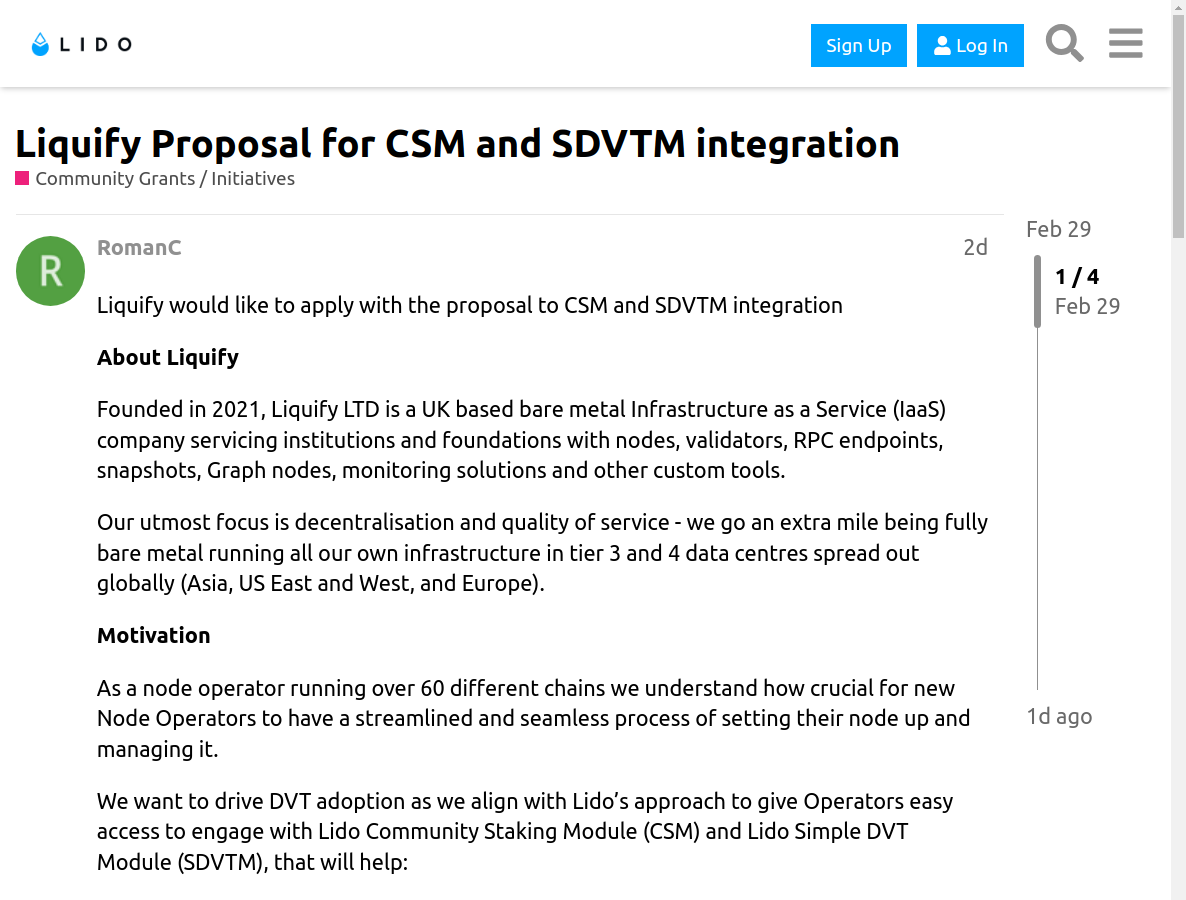 LIDO
Sign Up
Log In
Liquify Proposal for CSM and SDVTM integration
Community Grants / Initiatives
RomanC
2d
R
Liquify would like to apply with the proposal to CSM and SDVTM integration
About Liquify
Founded in 2021, Liquify LTD is a UK based bare metal Infrastructure as a Service (IaaS)
company servicing institutions and foundations with nodes, validators, RPC endpoints,
snapshots, Graph nodes, monitoring solutions and other custom tools.
Our utmost focus is decentralisation and quality of service - we go an extra mile being fully
bare metal running all our own infrastructure in tier 3 and 4 data centres spread out
globally (Asia, US East and West, and Europe).
Motivation
As a node operator running over 60 different chains we understand how crucial for new
Node Operators to have a streamlined and seamless process of setting their node up and
managing it.
We want to drive DVT adoption as we align with Lido’s approach to give Operators easy
access to engage with Lido Community Staking Module (CSM) and Lido Simple DVT
Module (SDVTM), that will help:
Feb 29
1 / 4
Feb 29
1d ago